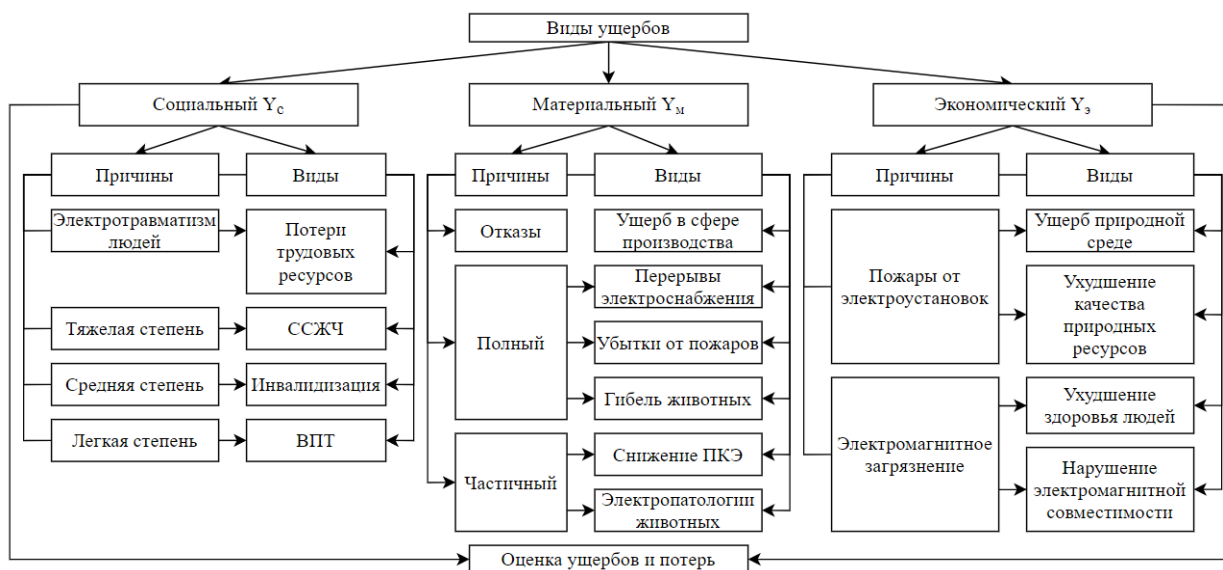 Виды ущербов
Социальный Yс
Материальный Yм
Экономический Yэ
Причины
Виды
Причины
Виды
Причины
Виды
Электротравматизм
людей
Потери
трудовых
ресурсов
Тяжелая степень
ССЖЧ
Средняя степень
Инвалидизация
Легкая степень
ВПТ
Отказы
Ущерб в сфере
производства
Полный
Перерывы
электроснабжения
Убытки от пожаров
Гибель животных
Частичный
Снижение ПКЭ
Электропатологии
животных
Пожары от
электроустановок
Ущерб природной
среде
Ухудшение
качества
природных
ресурсов
Электромагнитное
загрязнение
Ухудшение
здоровья людей
Нарушение
электромагнитной
совместимости
Оценка ущербов и потерь